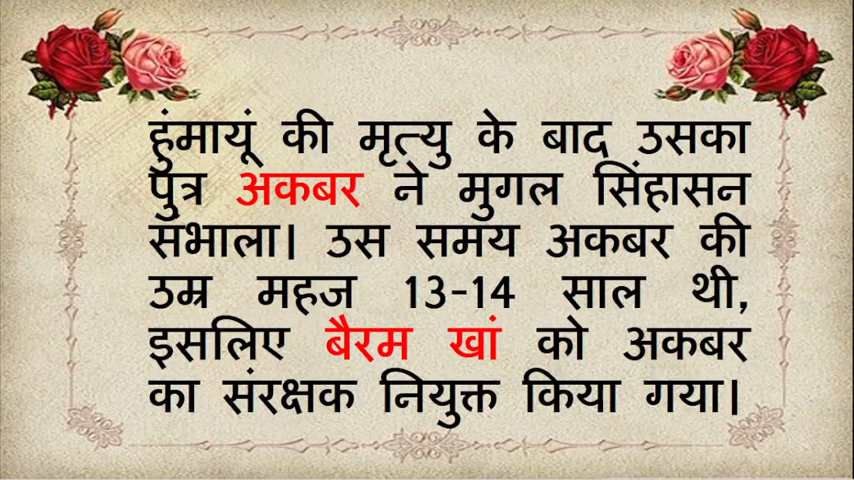 हुंमायूं की मृत्यु के बाद उसका
पुत्र अकबर ने मुगल सिंहासन
संभाला। उस समय अकबर की
उम्र महज 13-14 साल थी,
इसलिए बैरम खां को अकबर
का संरक्षक नियुक्त किया गया।